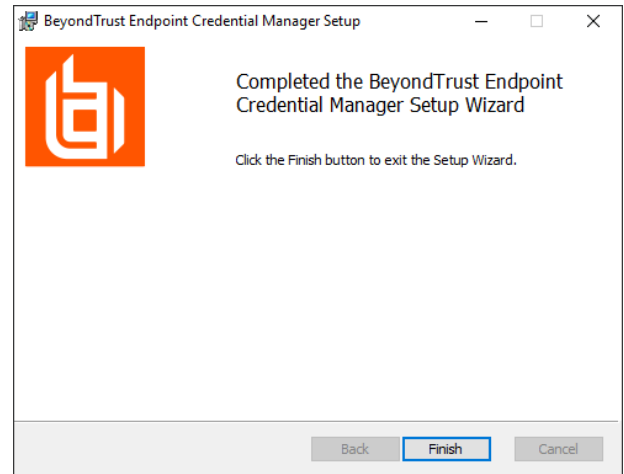 BeyondTrust Endpoint Credential Manager Setup
Completed the BeyondTrust Endpoint
Credential Manager Setup Wizard
Click the Finish button to exit the Setup Wizard.
Back
Finish
Cancel